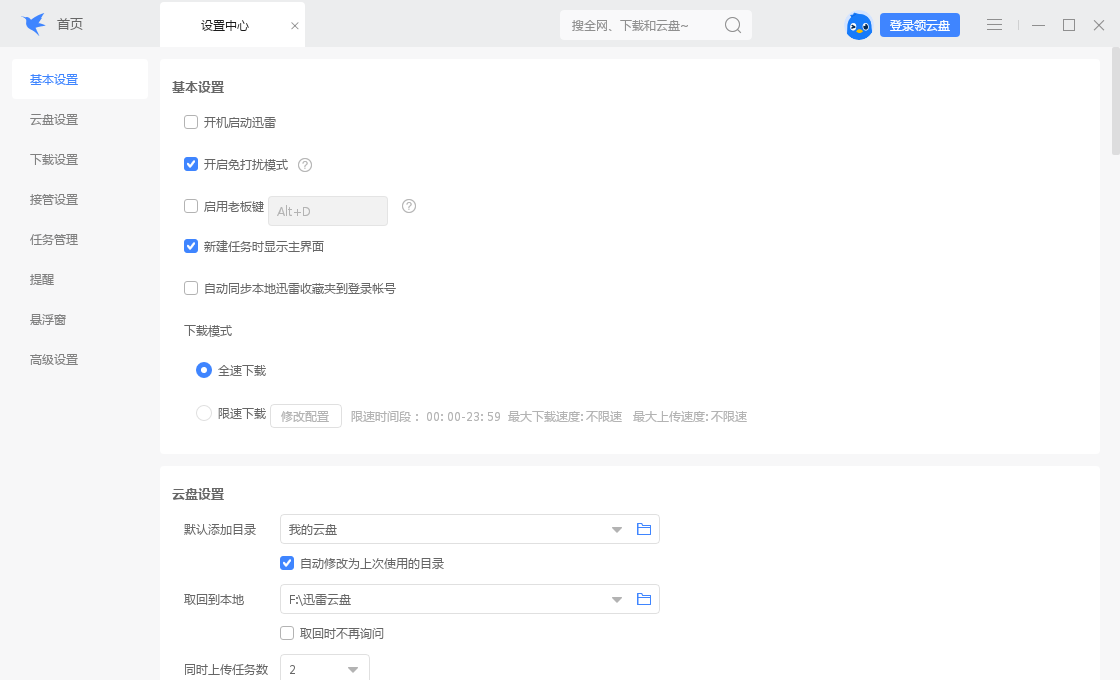 首页
设置中心
搜全网、下载和云盘~
登录领云盘
基本设置
云盘设置
下载设置
接管设置
任务管理
提醒
悬浮窗
高级设置
基本设置
开机启动迅雷
开启免打扰模式
启用老板键 Alt+D
新建任务时显示主界面
自动同步本地迅雷收藏夹到登录帐号
下载模式
全速下载
限速下载 修改配置 限速时间段: 00:00-23:59 最大下载速度:不限速 最大上传速度:不限速
云盘设置
默认添加目录 我的云盘
自动修改为上次使用的目录
取回到本地 F:\迅雷云盘
取回时不再询问
同时上传任务数 2